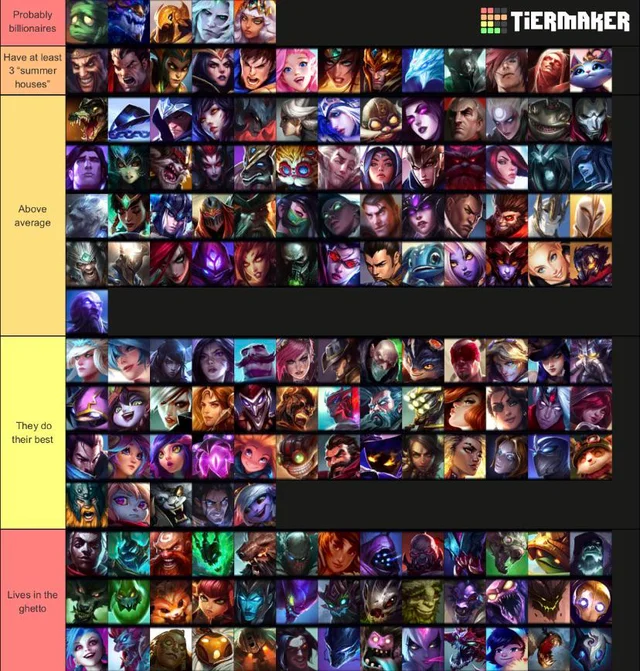 Probably
billionaires
TiERMAKER
Have at least
3 "summer
houses"
Above
average
They do
their best
Lives in the
ghetto